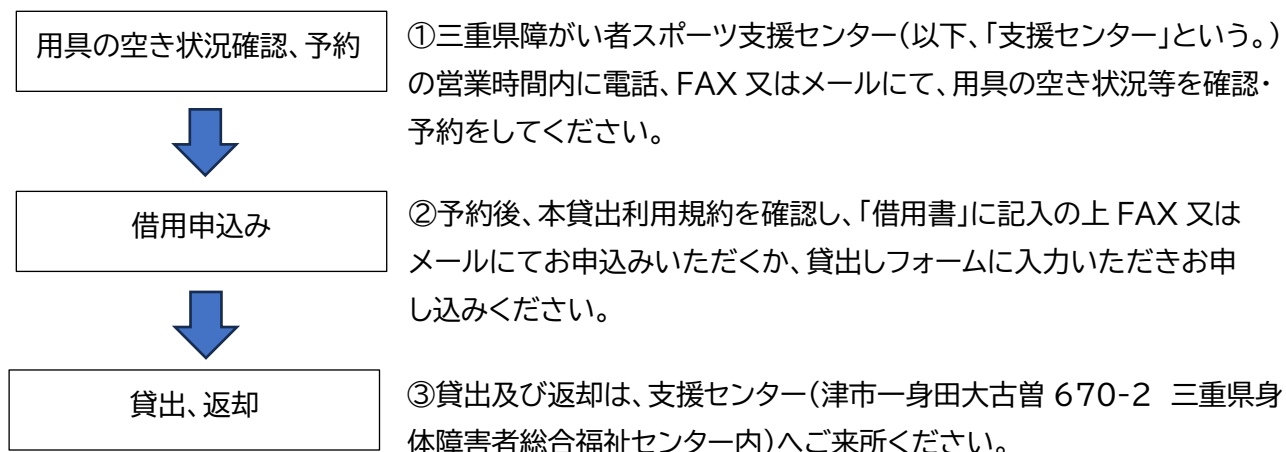 用具の空き状況確認、予約
①三重県障がい者スポーツ支援センター(以下、「支援センター」という。)
の営業時間内に電話、FAX 又はメールにて、用具の空き状況等を確認・
予約をしてください。
借用申込み
②予約後、本貸出利用規約を確認し、「借用書」に記入の上 FAX 又は
メールにてお申込みいただくか、貸出しフォームに入力いただきお申
し込みください。
貸出、返却
③貸出及び返却は、支援センター(津市一身田大古曽 670-2 三重県身
体障害者総合福祉センター内)へご来所ください。